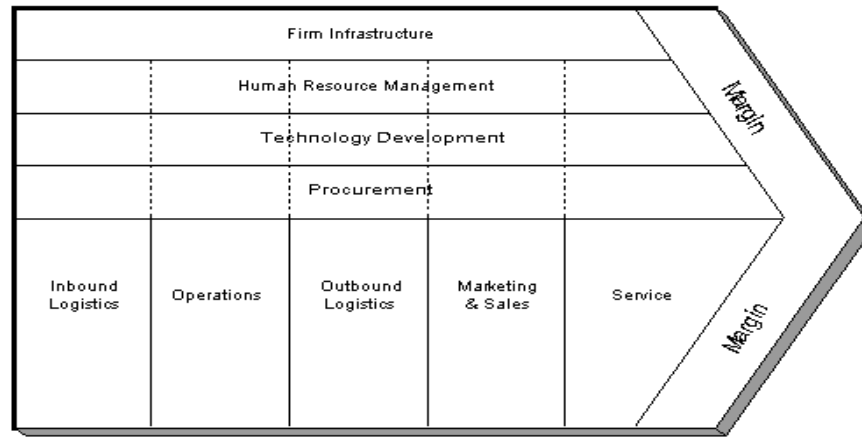 Firm Infrastructure
Human Resource Management
Technology Development
Procurement
Margin
Inbound
Logistics
Operations
Outbound
Logistics
Marketing
& Sales
Service
Margin